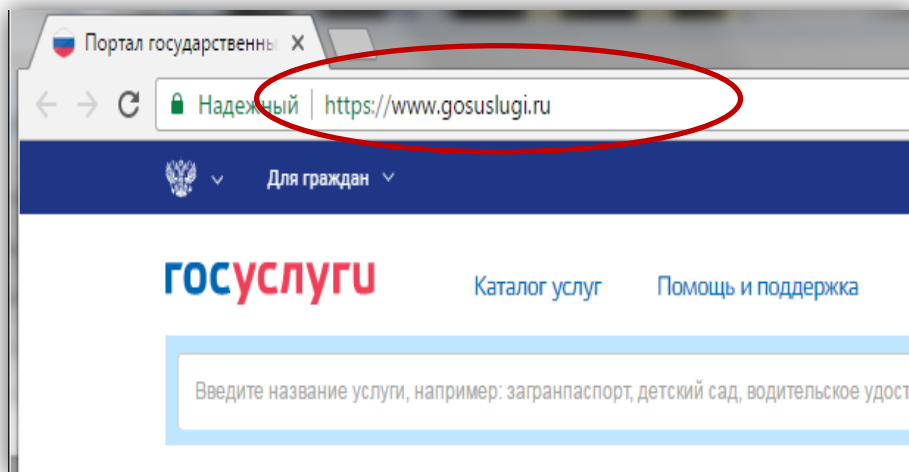 Портал государственны
Надежный https://www.gosuslugi.ru
Для граждан
госуслуги Каталог услуг Помощь и поддержка
Введите название услуги, например: загранпаспорт, детский сад, водительское удост